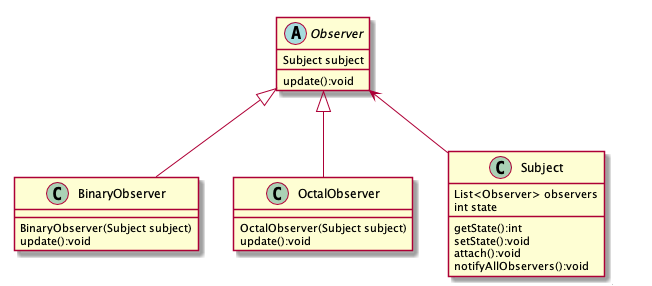 A Observer
Subject subject
update():void
C BinaryObserver
BinaryObserver(Subject subject)
update():void
C OctalObserver
OctalObserver(Subject subject)
update():void
C Subject
List<Observer> observers
int state
getState():int
setState():void
attach():void
notifyAllObservers():void